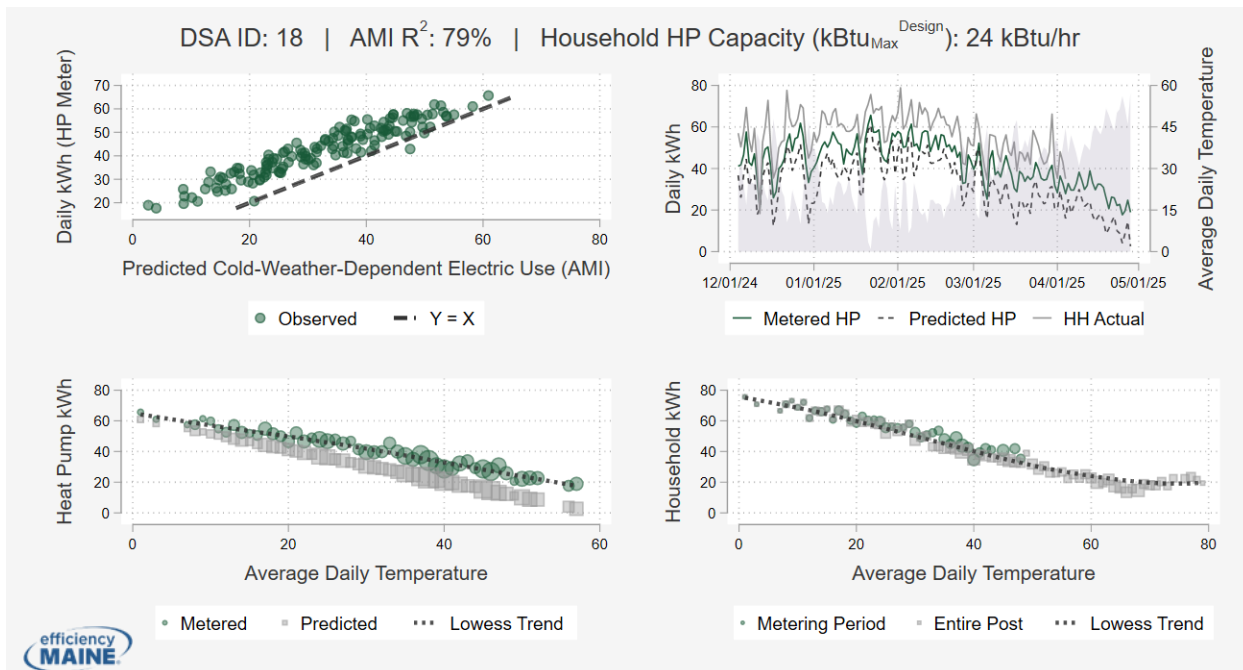 DSA ID: 18 | AMI R²: 79% | Household HP Capacity (kBtu_Max^Design): 24 kBtu/hr
Daily kWh (HP Meter)
70
60
50
40
30
20
0 20 40 60 80
Predicted Cold-Weather-Dependent Electric Use (AMI)
Observed Y = X
Daily kWh
80
60
40
20
0
60
45
30
15
0
Average Daily Temperature
12/01/24 01/01/25 02/01/25 03/01/25 04/01/25 05/01/25
Metered HP Predicted HP HH Actual
Heat Pump kWh
80
60
40
20
0
0 20 40 60
Average Daily Temperature
Metered Predicted Lowess Trend
Household kWh
80
60
40
20
0
0 20 40 60 80
Average Daily Temperature
Metering Period Entire Post Lowess Trend
efficiency
MAINE